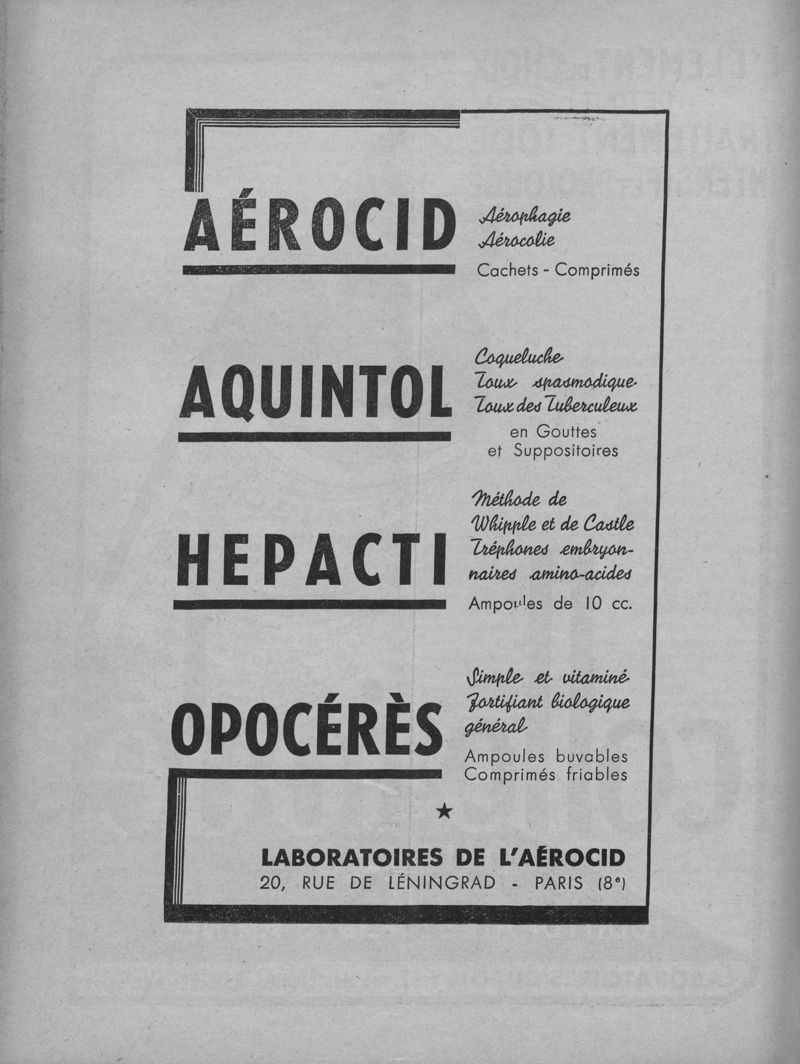 AÉROCID
Aérophagie
Aérocolie
Cachets - Comprimés
AQUINTOL
Coqueluche
Toux spasmodique
Toux des Tuberculeux
en Gouttes
et Suppositoires
HEPACTI
Méthode de
Whipple et de Castle
Tréphones embryon-
naires amino-acides
Ampoules de 10 cc.
OPOCÉRÈS
Simple et vitaminé
Fortifiant biologique
général
Ampoules buvables
Comprimés friables
★
LABORATOIRES DE L'AÉROCID
20, RUE DE LÉNINGRAD - PARIS (8e)